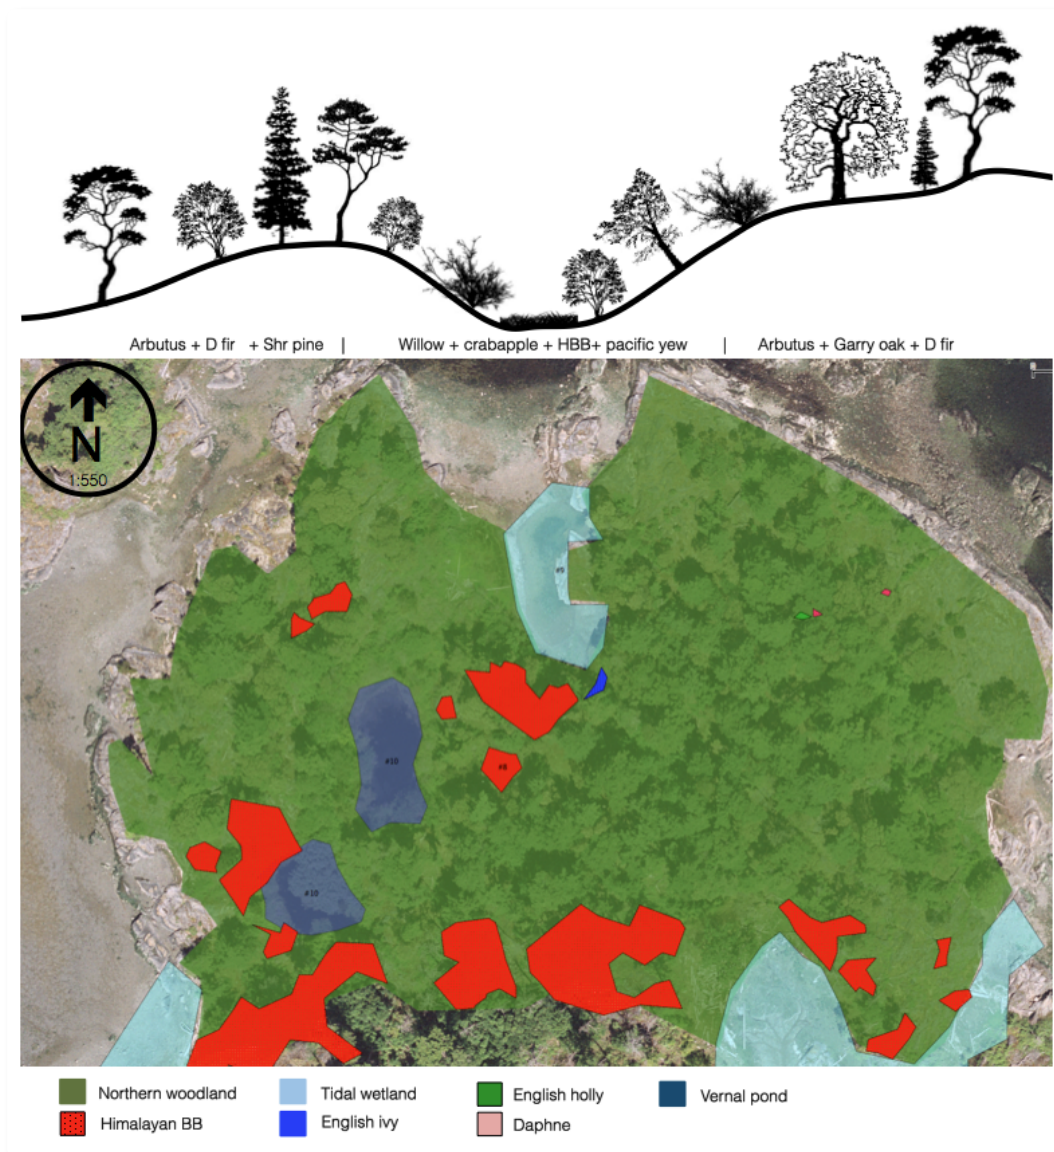 Arbutus + D fir + Shr pine | Willow + crabapple + HBB+ pacific yew | Arbutus + Garry oak + D fir
N
1:550
#5
#10
#8
#10
Northern woodland
Tidal wetland
English holly
Vernal pond
Himalayan BB
English ivy
Daphne